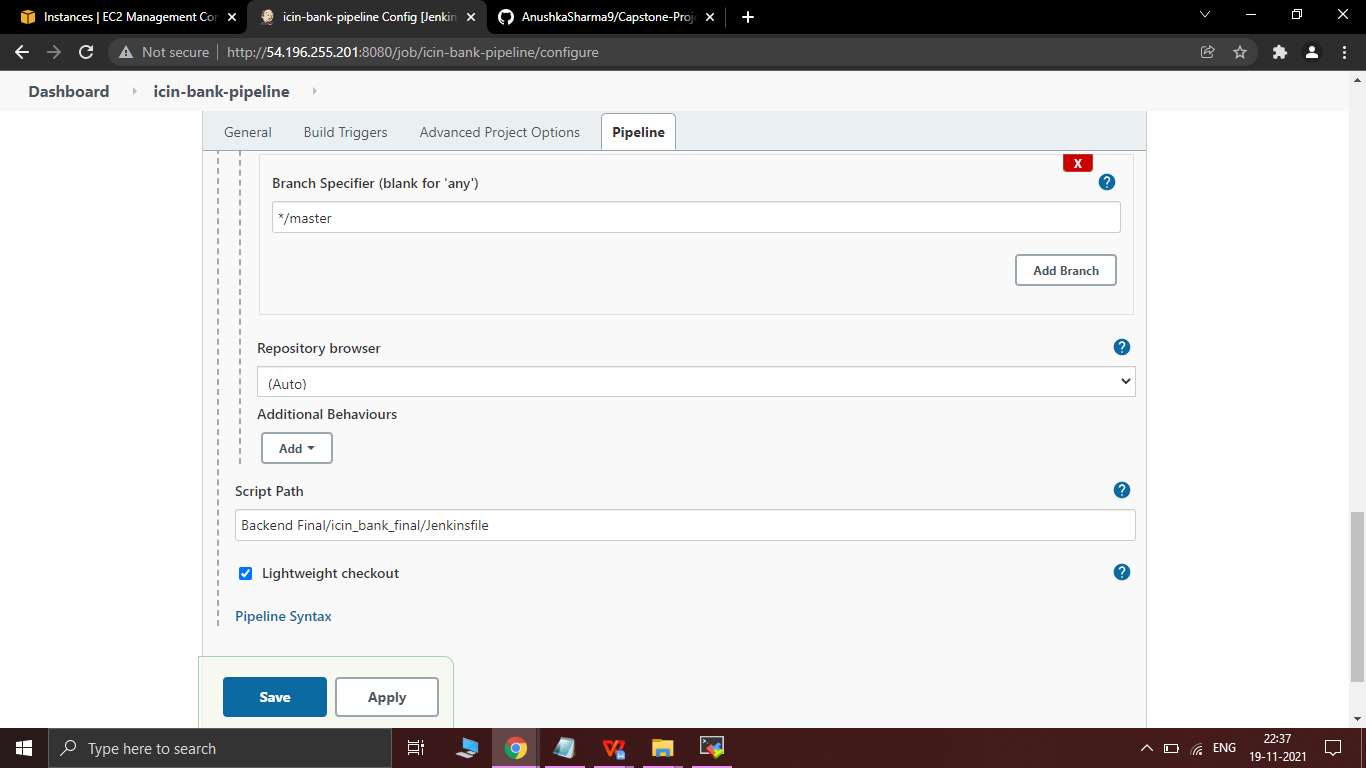 Instances | EC2 Management Con
icin-bank-pipeline Config [Jenkin
AnushkaSharma9/Capstone-Proje
Not secure
http://54.196.255.201:8080/job/icin-bank-pipeline/configure
Dashboard
icin-bank-pipeline
General
Build Triggers
Advanced Project Options
Pipeline
X
Branch Specifier (blank for 'any')
?
*/master
Add Branch
Repository browser
?
(Auto)
Additional Behaviours
Add
Script Path
?
Backend Final/icin_bank_final/Jenkinsfile
Lightweight checkout
?
Pipeline Syntax
Save
Apply
Type here to search
ENG
22:37
19-11-2021